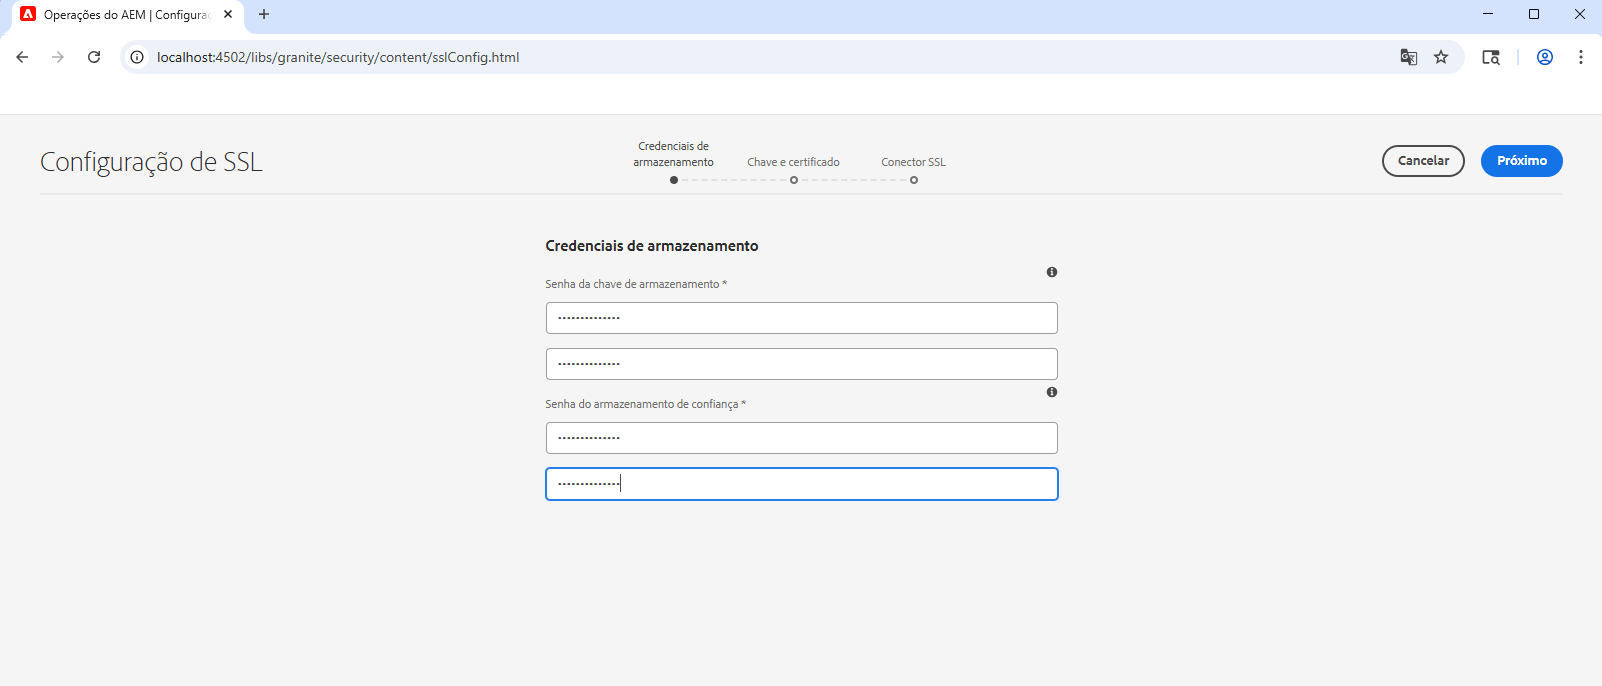 Operações do AEM | Configuraç
localhost:4502/libs/granite/security/content/sslConfig.html
Configuração de SSL
Credenciais de
armazenamento
Chave e certificado
Conector SSL
Cancelar
Próximo
Credenciais de armazenamento
Senha da chave de armazenamento *
••••••••••••••
••••••••••••••
Senha do armazenamento de confiança *
••••••••••••••
••••••••••••••